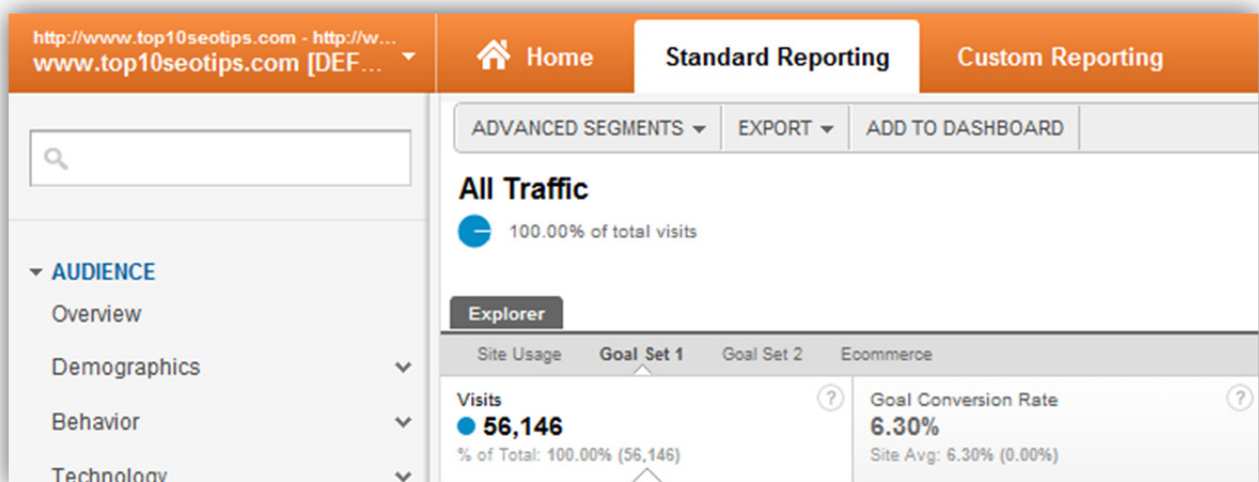 http://www.top10seotips.com - http://w...
www.top10seotips.com [DEF...
Home
Standard Reporting
Custom Reporting
ADVANCED SEGMENTS
EXPORT
ADD TO DASHBOARD
All Traffic
100.00% of total visits
AUDIENCE
Overview
Demographics
Behavior
Technology
Explorer
Site Usage
Goal Set 1
Goal Set 2
Ecommerce
Visits
?
56,146
% of Total: 100.00% (56,146)
Goal Conversion Rate
?
6.30%
Site Avg: 6.30% (0.00%)